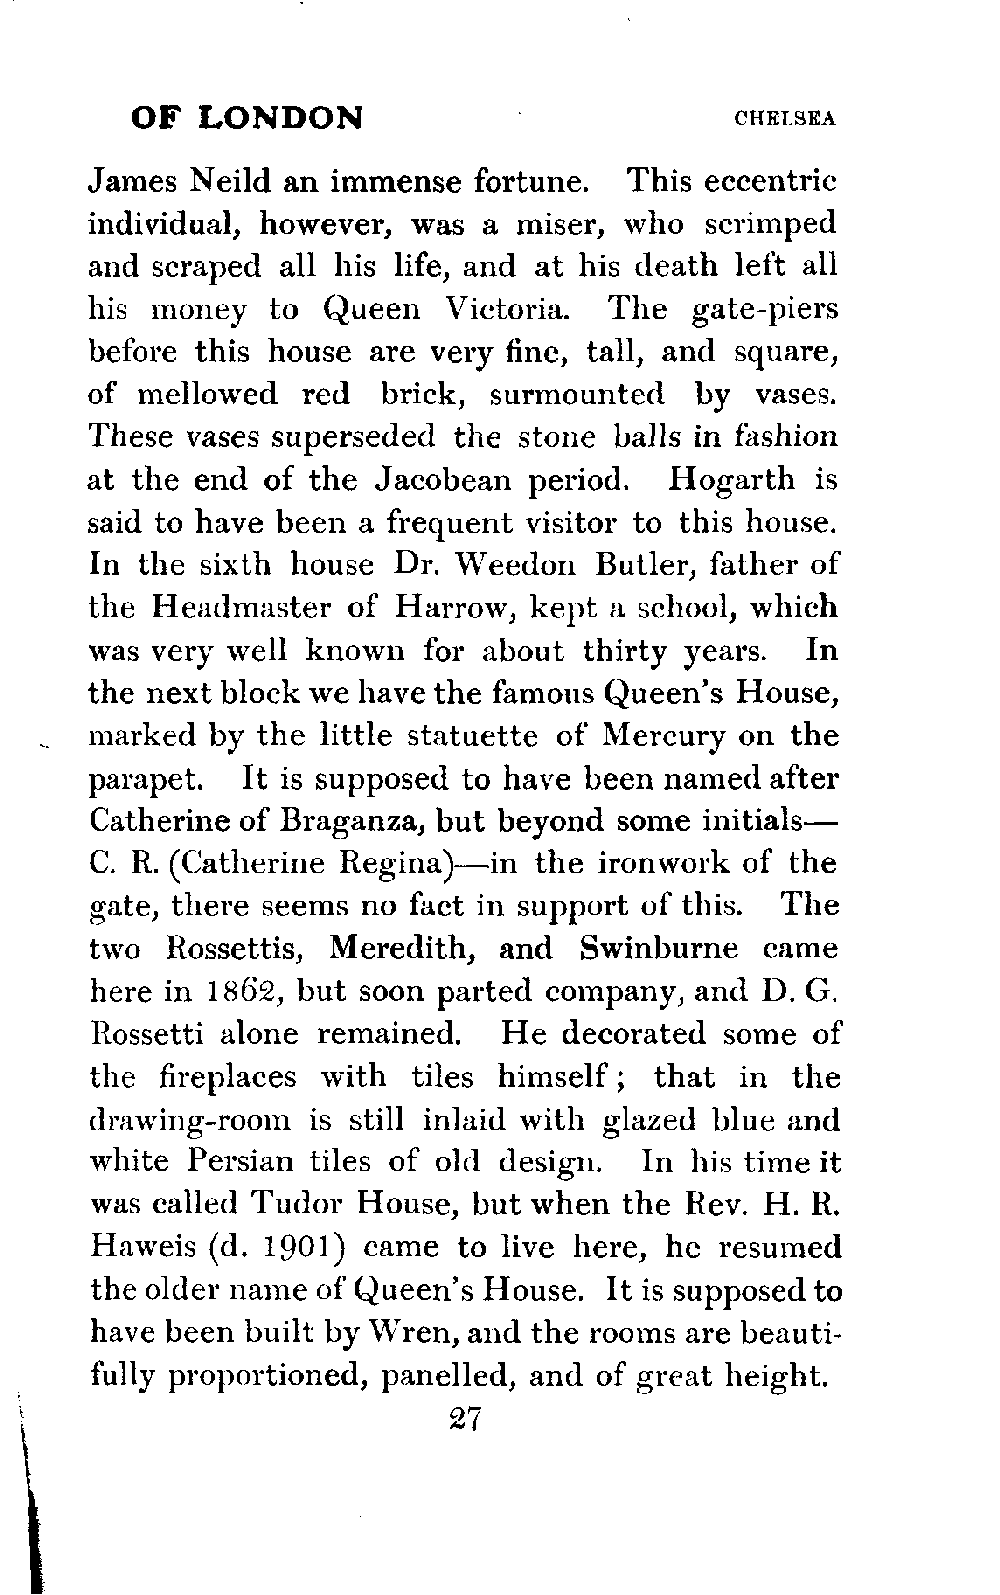 OF LONDON CHELSEA
James Neild an immense fortune. This eccentric
individual, however, was a miser, who scrimped
and scraped all his life, and at his death left all
his money to Queen Victoria. The gate-piers
before this house are very fine, tall, and square,
of mellowed red brick, surmounted by vases.
These vases superseded the stone balls in fashion
at the end of the Jacobean period. Hogarth is
said to have been a frequent visitor to this house.
In the sixth house Dr. Weedon Butler, father of
the Headmaster of Harrow, kept a school, which
was very well known for about thirty years. In
the next block we have the famous Queen's House,
marked by the little statuette of Mercury on the
parapet. It is supposed to have been named after
Catherine of Braganza, but beyond some initials—
C. R. (Catherine Regina)—in the ironwork of the
gate, there seems no fact in support of this. The
two Rossettis, Meredith, and Swinburne came
here in 1862, but soon parted company, and D. G.
Rossetti alone remained. He decorated some of
the fireplaces with tiles himself; that in the
drawing-room is still inlaid with glazed blue and
white Persian tiles of old design. In his time it
was called Tudor House, but when the Rev. H. R.
Haweis (d. 1901) came to live here, he resumed
the older name of Queen's House. It is supposed to
have been built by Wren, and the rooms are beauti-
fully proportioned, panelled, and of great height.
27